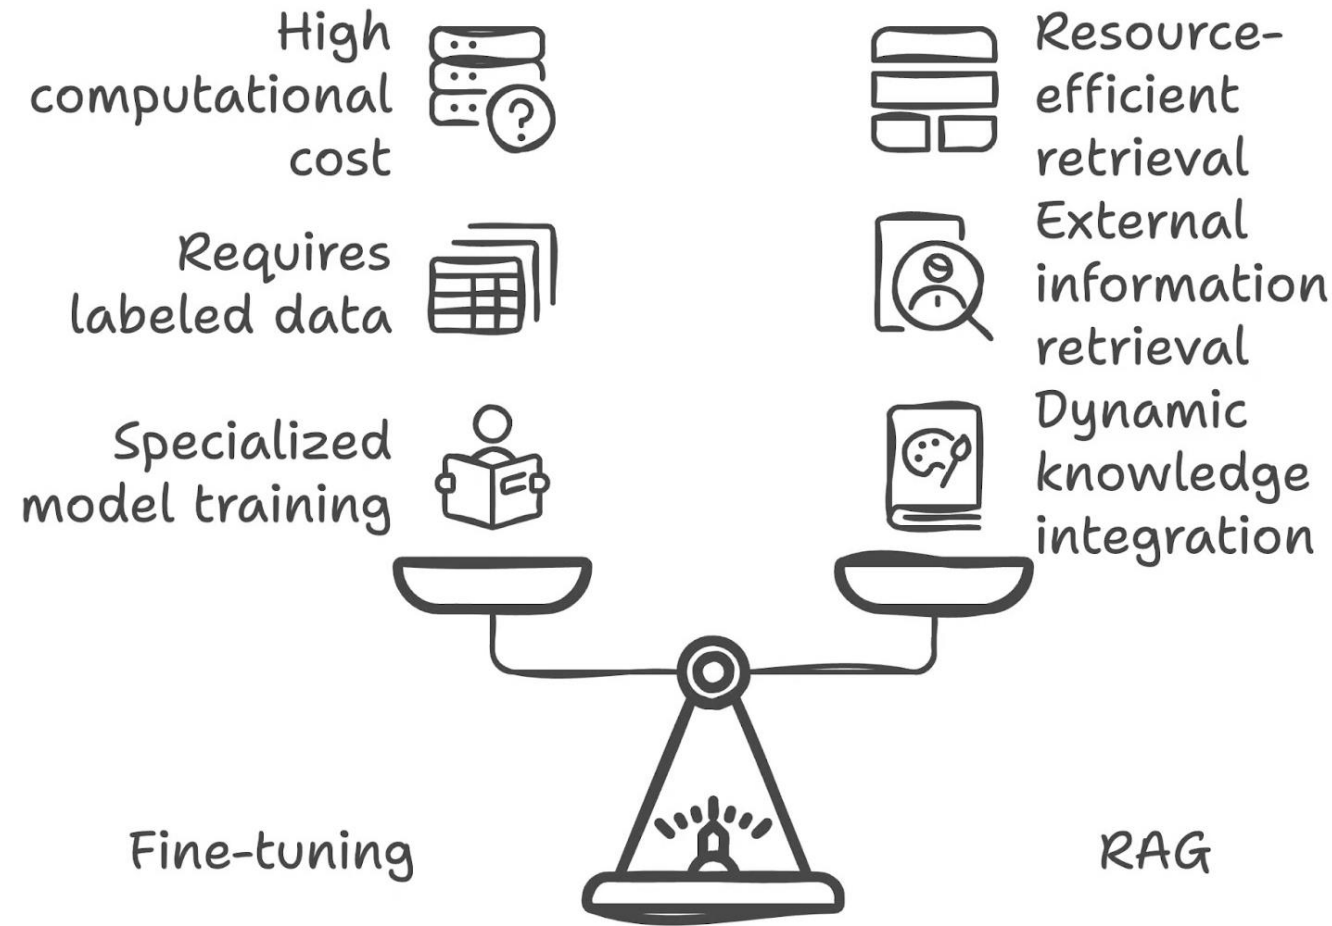 High
computational
cost
Requires
labeled data
Specialized
model training
Resource-
efficient
retrieval
External
information
retrieval
Dynamic
knowledge
integration
Fine-tuning
RAG